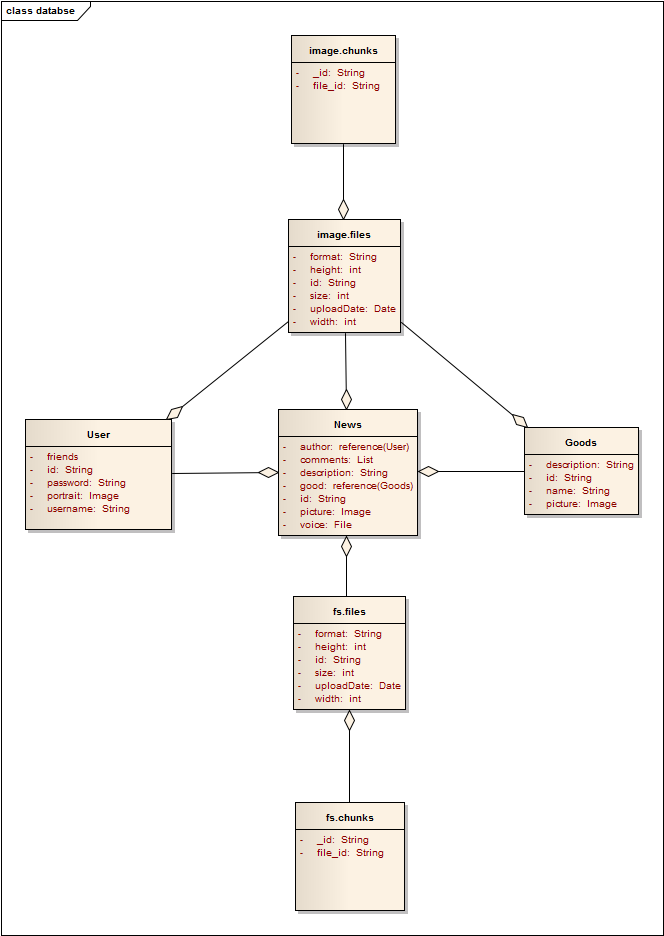 class databse
image.chunks
- _id: String
- file_id: String
image.files
- format: String
- height: int
- id: String
- size: int
- uploadDate: Date
- width: int
User
- friends
- id: String
- password: String
- portrait: Image
- username: String
News
- author: reference(User)
- comments: List
- description: String
- good: reference(Goods)
- id: String
- picture: Image
- voice: File
Goods
- description: String
- id: String
- name: String
- picture: Image
fs.files
- format: String
- height: int
- id: String
- size: int
- uploadDate: Date
- width: int
fs.chunks
- _id: String
- file_id: String